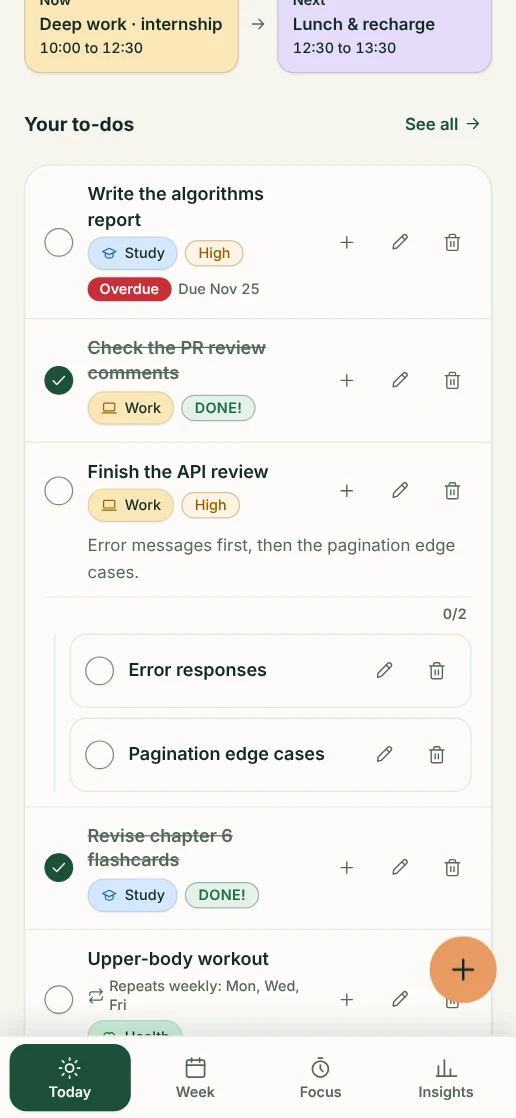 Now
Next
Deep work · internship
→
Lunch & recharge
10:00 to 12:30
12:30 to 13:30
Your to-dos
See all →
Write the algorithms
report
Study
High
Overdue
Due Nov 25
Check the PR review
comments
Work
DONE!
Finish the API review
Work
High
Error messages first, then the pagination edge
cases.
0/2
Error responses
Pagination edge cases
Revise chapter 6
flashcards
Study
DONE!
Upper-body workout
Repeats weekly: Mon, Wed,
Fri
Health
Today
Week
Focus
Insights